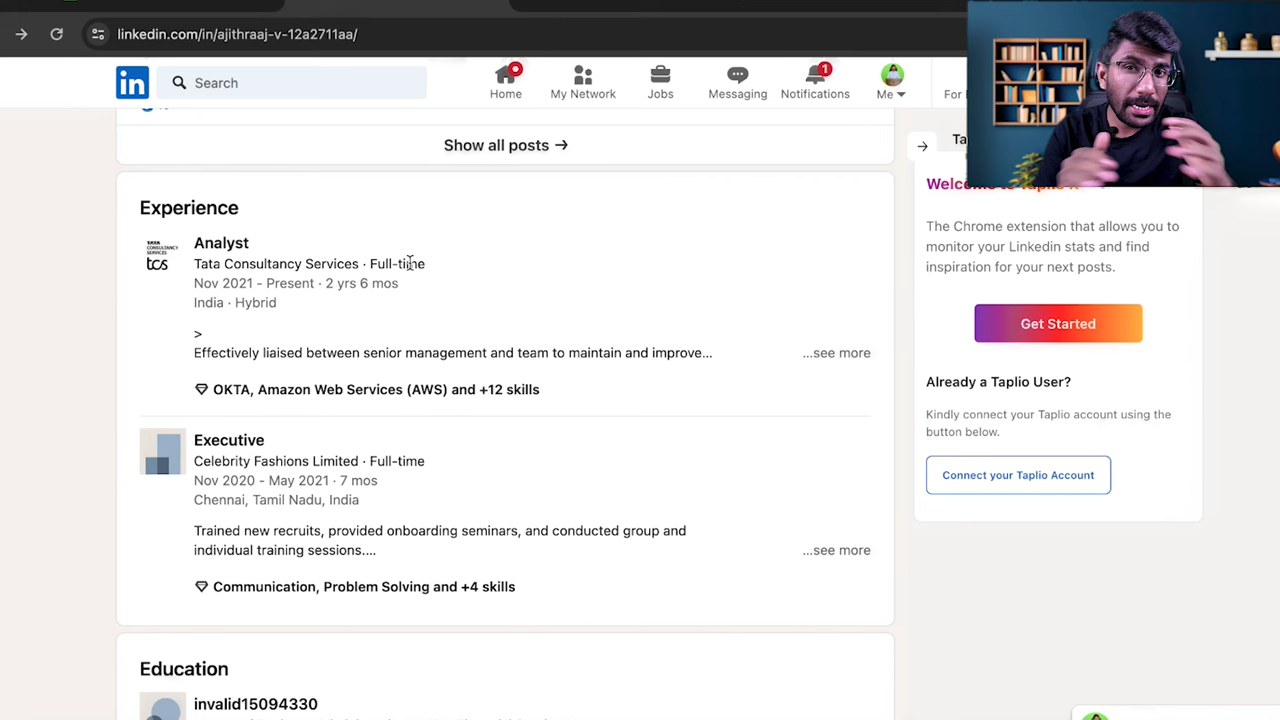 linkedin.com/in/ajithraaj-v-12a2711aa/
in
Search
Home
My Network
Jobs
Messaging
1
Notifications
Me
For
Show all posts →
Experience
TATA
CONSULTANCY
SERVICES
tcs
Analyst
Tata Consultancy Services · Full-time
Nov 2021 - Present · 2 yrs 6 mos
India · Hybrid
>
Effectively liaised between senior management and team to maintain and improve...
...see more
OKTA, Amazon Web Services (AWS) and +12 skills
Executive
Celebrity Fashions Limited · Full-time
Nov 2020 - May 2021 · 7 mos
Chennai, Tamil Nadu, India
Trained new recruits, provided onboarding seminars, and conducted group and
individual training sessions....
...see more
Communication, Problem Solving and +4 skills
Education
invalid15094330
The Chrome extension that allows you to
monitor your Linkedin stats and find
inspiration for your next posts.
Get Started
Already a Taplio User?
Kindly connect your Taplio account using the
button below.
Connect your Taplio Account